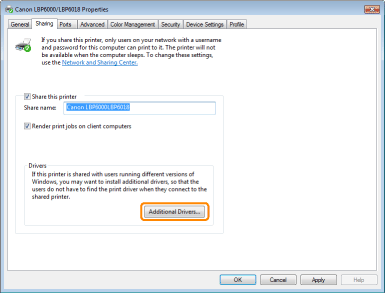 Canon LBP6000/LBP6018 Properties
General Sharing Ports Advanced Color Management Security Device Settings Profile
If you share this printer, only users on your network with a username
and password for this computer can print to it. The printer will not
be available when the computer sleeps. To change these settings,
use the Network and Sharing Center.
Share this printer
Share name: Canon LBP6000LBP6018
Render print jobs on client computers
Drivers
If this printer is shared with users running different versions of
Windows, you may want to install additional drivers, so that the
users do not have to find the print driver when they connect to the
shared printer.
Additional Drivers...
OK Cancel Apply Help